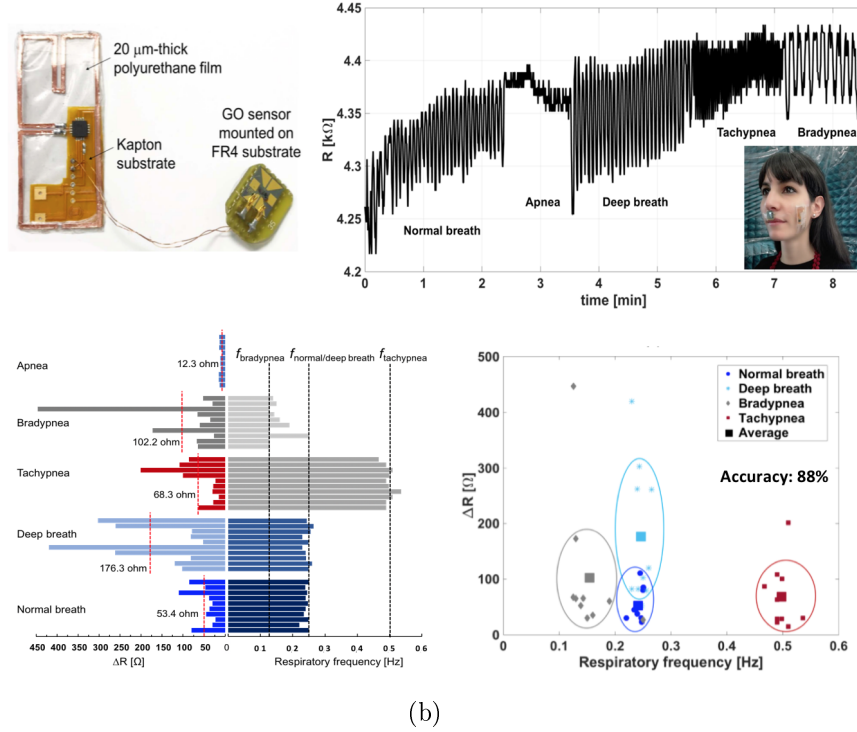 20 μm-thick
polyurethane film
GO sensor
mounted on
FR4 substrate
Kapton
substrate
R [kΩ]
4.45
4.4
4.35
4.3
4.25
4.2
Normal breath
Apnea
Deep breath
Tachypnea
Bradypnea
0 1 2 3 4 5 6 7 8
time [min]
f bradypnea
f normal/deep breath
f tachypnea
Apnea
12.3 ohm
Bradypnea
102.2 ohm
Tachypnea
68.3 ohm
Deep breath
176.3 ohm
Normal breath
53.4 ohm
450 400 350 300 250 200 150 100 50 0 0.1 0.2 0.3 0.4 0.5 0.6
ΔR [Ω]
Respiratory frequency [Hz]
ΔR [Ω]
500
400
300
200
100
0
Normal breath
Deep breath
Bradypnea
Tachypnea
Average
Accuracy: 88%
0.1 0.2 0.3 0.4 0.5 0.6
Respiratory frequency [Hz]
(b)